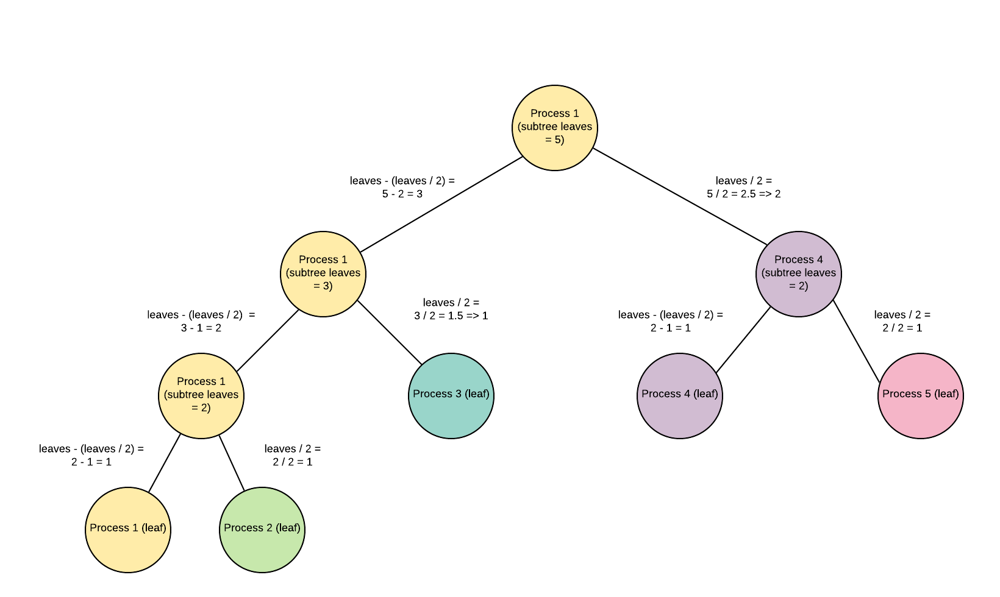 Process 1
(subtree leaves
= 5)
leaves - (leaves / 2) =
5 - 2 = 3
leaves / 2 =
5 / 2 = 2.5 => 2
Process 1
(subtree leaves
= 3)
Process 4
(subtree leaves
= 2)
leaves - (leaves / 2)  =
3 - 1 = 2
leaves / 2 =
3 / 2 = 1.5 => 1
leaves - (leaves / 2) =
2 - 1 = 1
leaves / 2 =
2 / 2 = 1
Process 1
(subtree leaves
= 2)
Process 3 (leaf)
Process 4 (leaf)
Process 5 (leaf)
leaves - (leaves / 2) =
2 - 1 = 1
leaves / 2 =
2 / 2 = 1
Process 1 (leaf)
Process 2 (leaf)